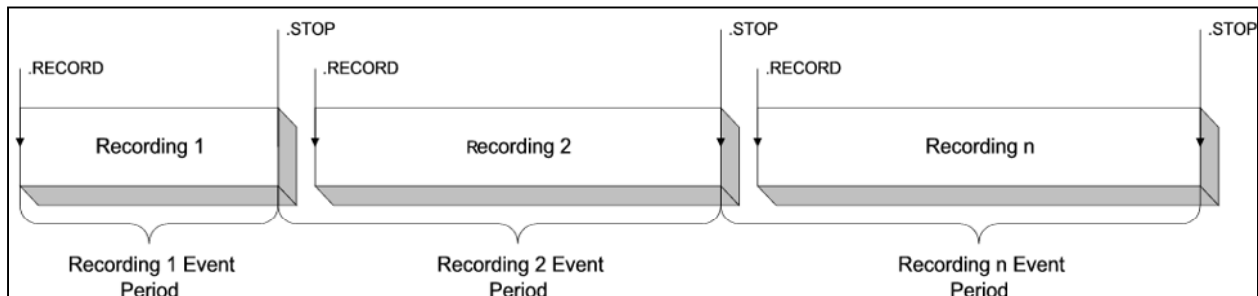 .STOP
.STOP
.STOP
.RECORD
.RECORD
.RECORD
Recording 1
Recording 2
Recording n
Recording 1 Event
Period
Recording 2 Event
Period
Recording n Event
Period